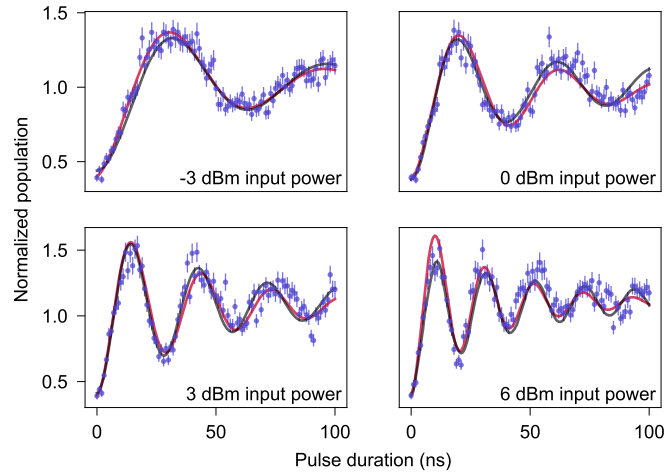 1.5
1.0
0.5
-3 dBm input power
0 dBm input power
Normalized population
1.5
1.0
0.5
3 dBm input power
6 dBm input power
0
50
100
0
50
100
Pulse duration (ns)